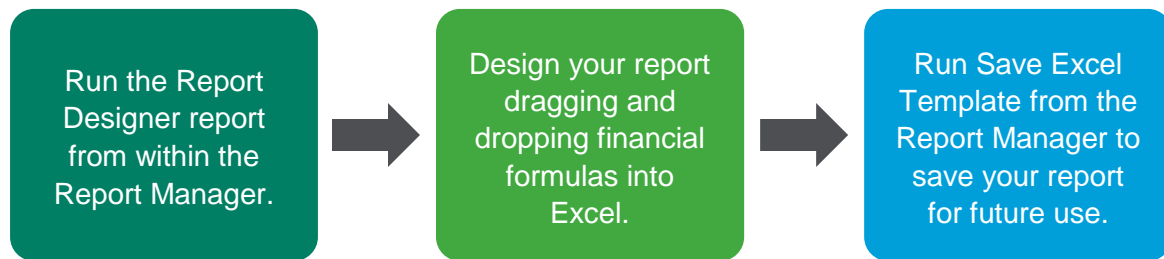 Run the Report
Designer report
from within the
Report Manager.
Design your report
dragging and
dropping financial
formulas into
Excel.
Run Save Excel
Template from the
Report Manager to
save your report
for future use.